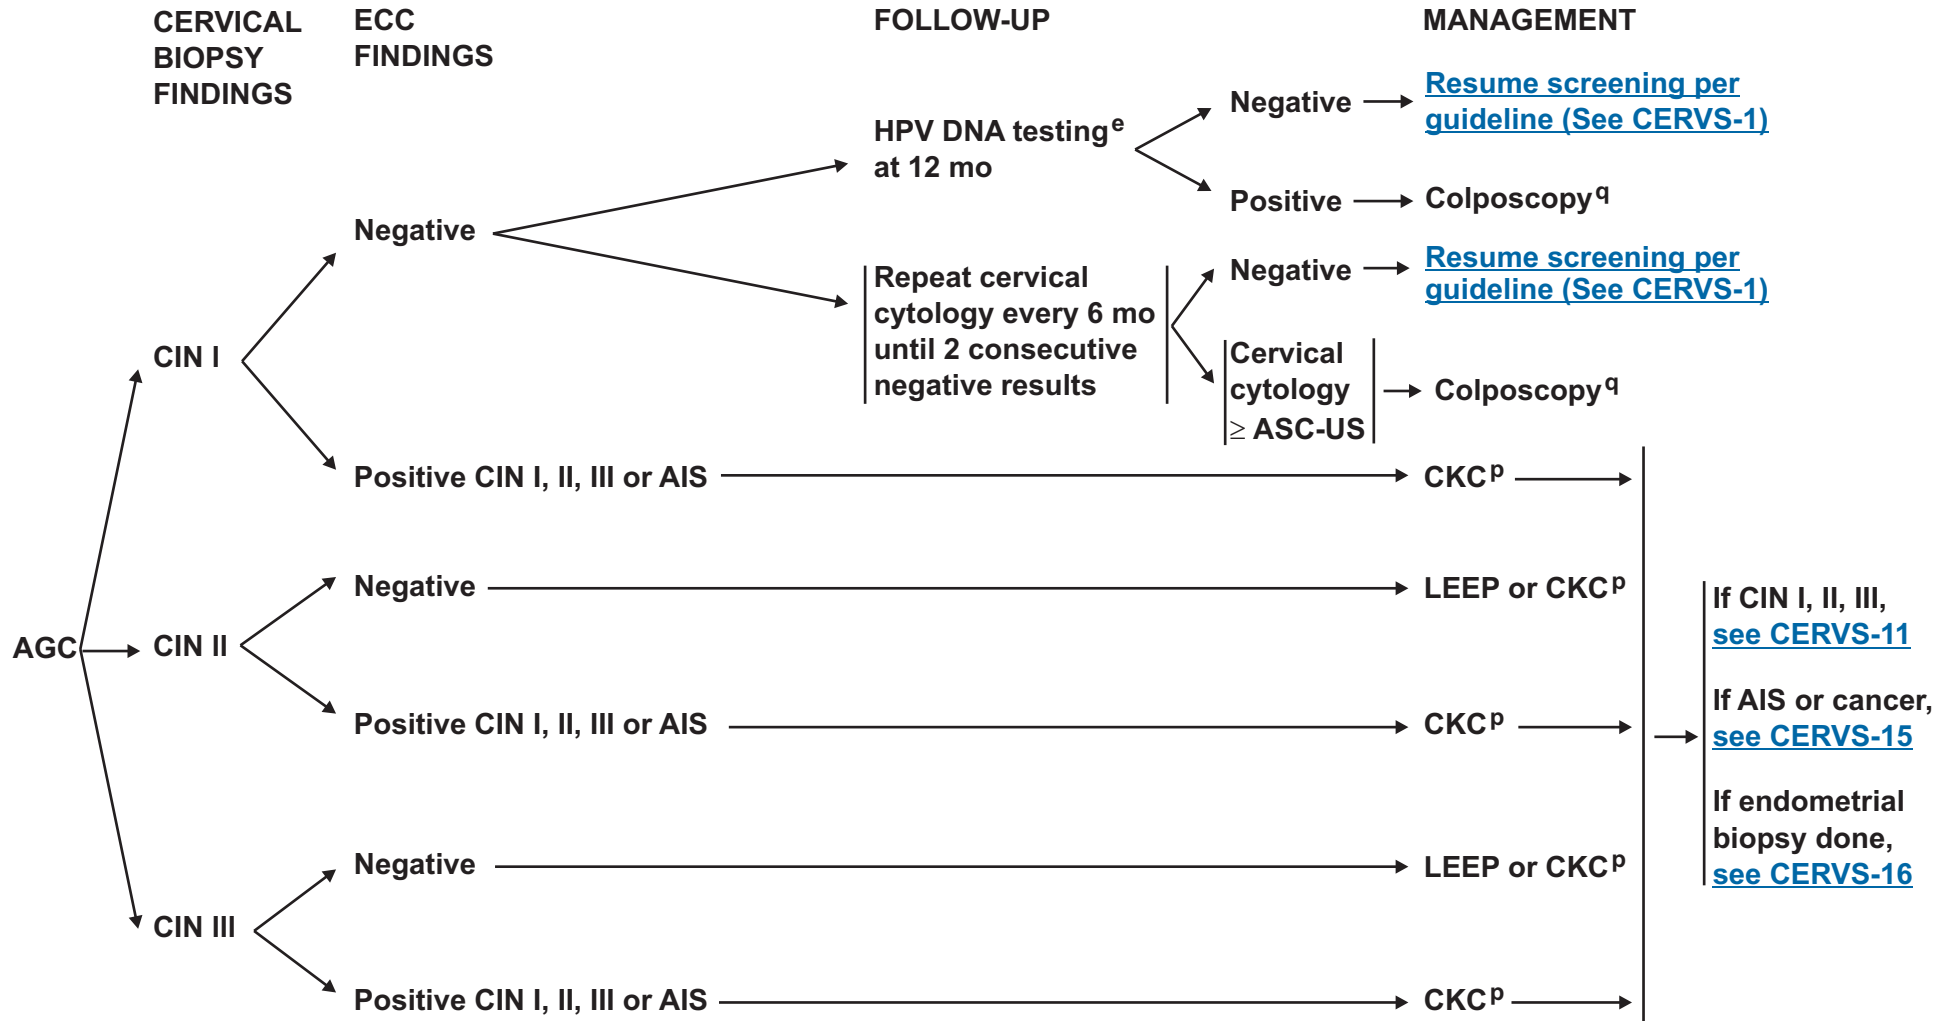 CERVICAL
BIOPSY
FINDINGS
ECC
FINDINGS
FOLLOW-UP
MANAGEMENT
AGC
CIN I
Negative
HPV DNA testing e
at 12 mo
Negative
Resume screening per
guideline (See CERVS-1)
Positive
Colposcopy q
Repeat cervical
cytology every 6 mo
until 2 consecutive
negative results
Negative
Resume screening per
guideline (See CERVS-1)
Cervical
cytology
≥ ASC-US
Colposcopy q
Positive CIN I, II, III or AIS
CKC p
CIN II
Negative
LEEP or CKC p
Positive CIN I, II, III or AIS
CKC p
CIN III
Negative
LEEP or CKC p
Positive CIN I, II, III or AIS
CKC p
If CIN I, II, III,
see CERVS-11
If AIS or cancer,
see CERVS-15
If endometrial
biopsy done,
see CERVS-16